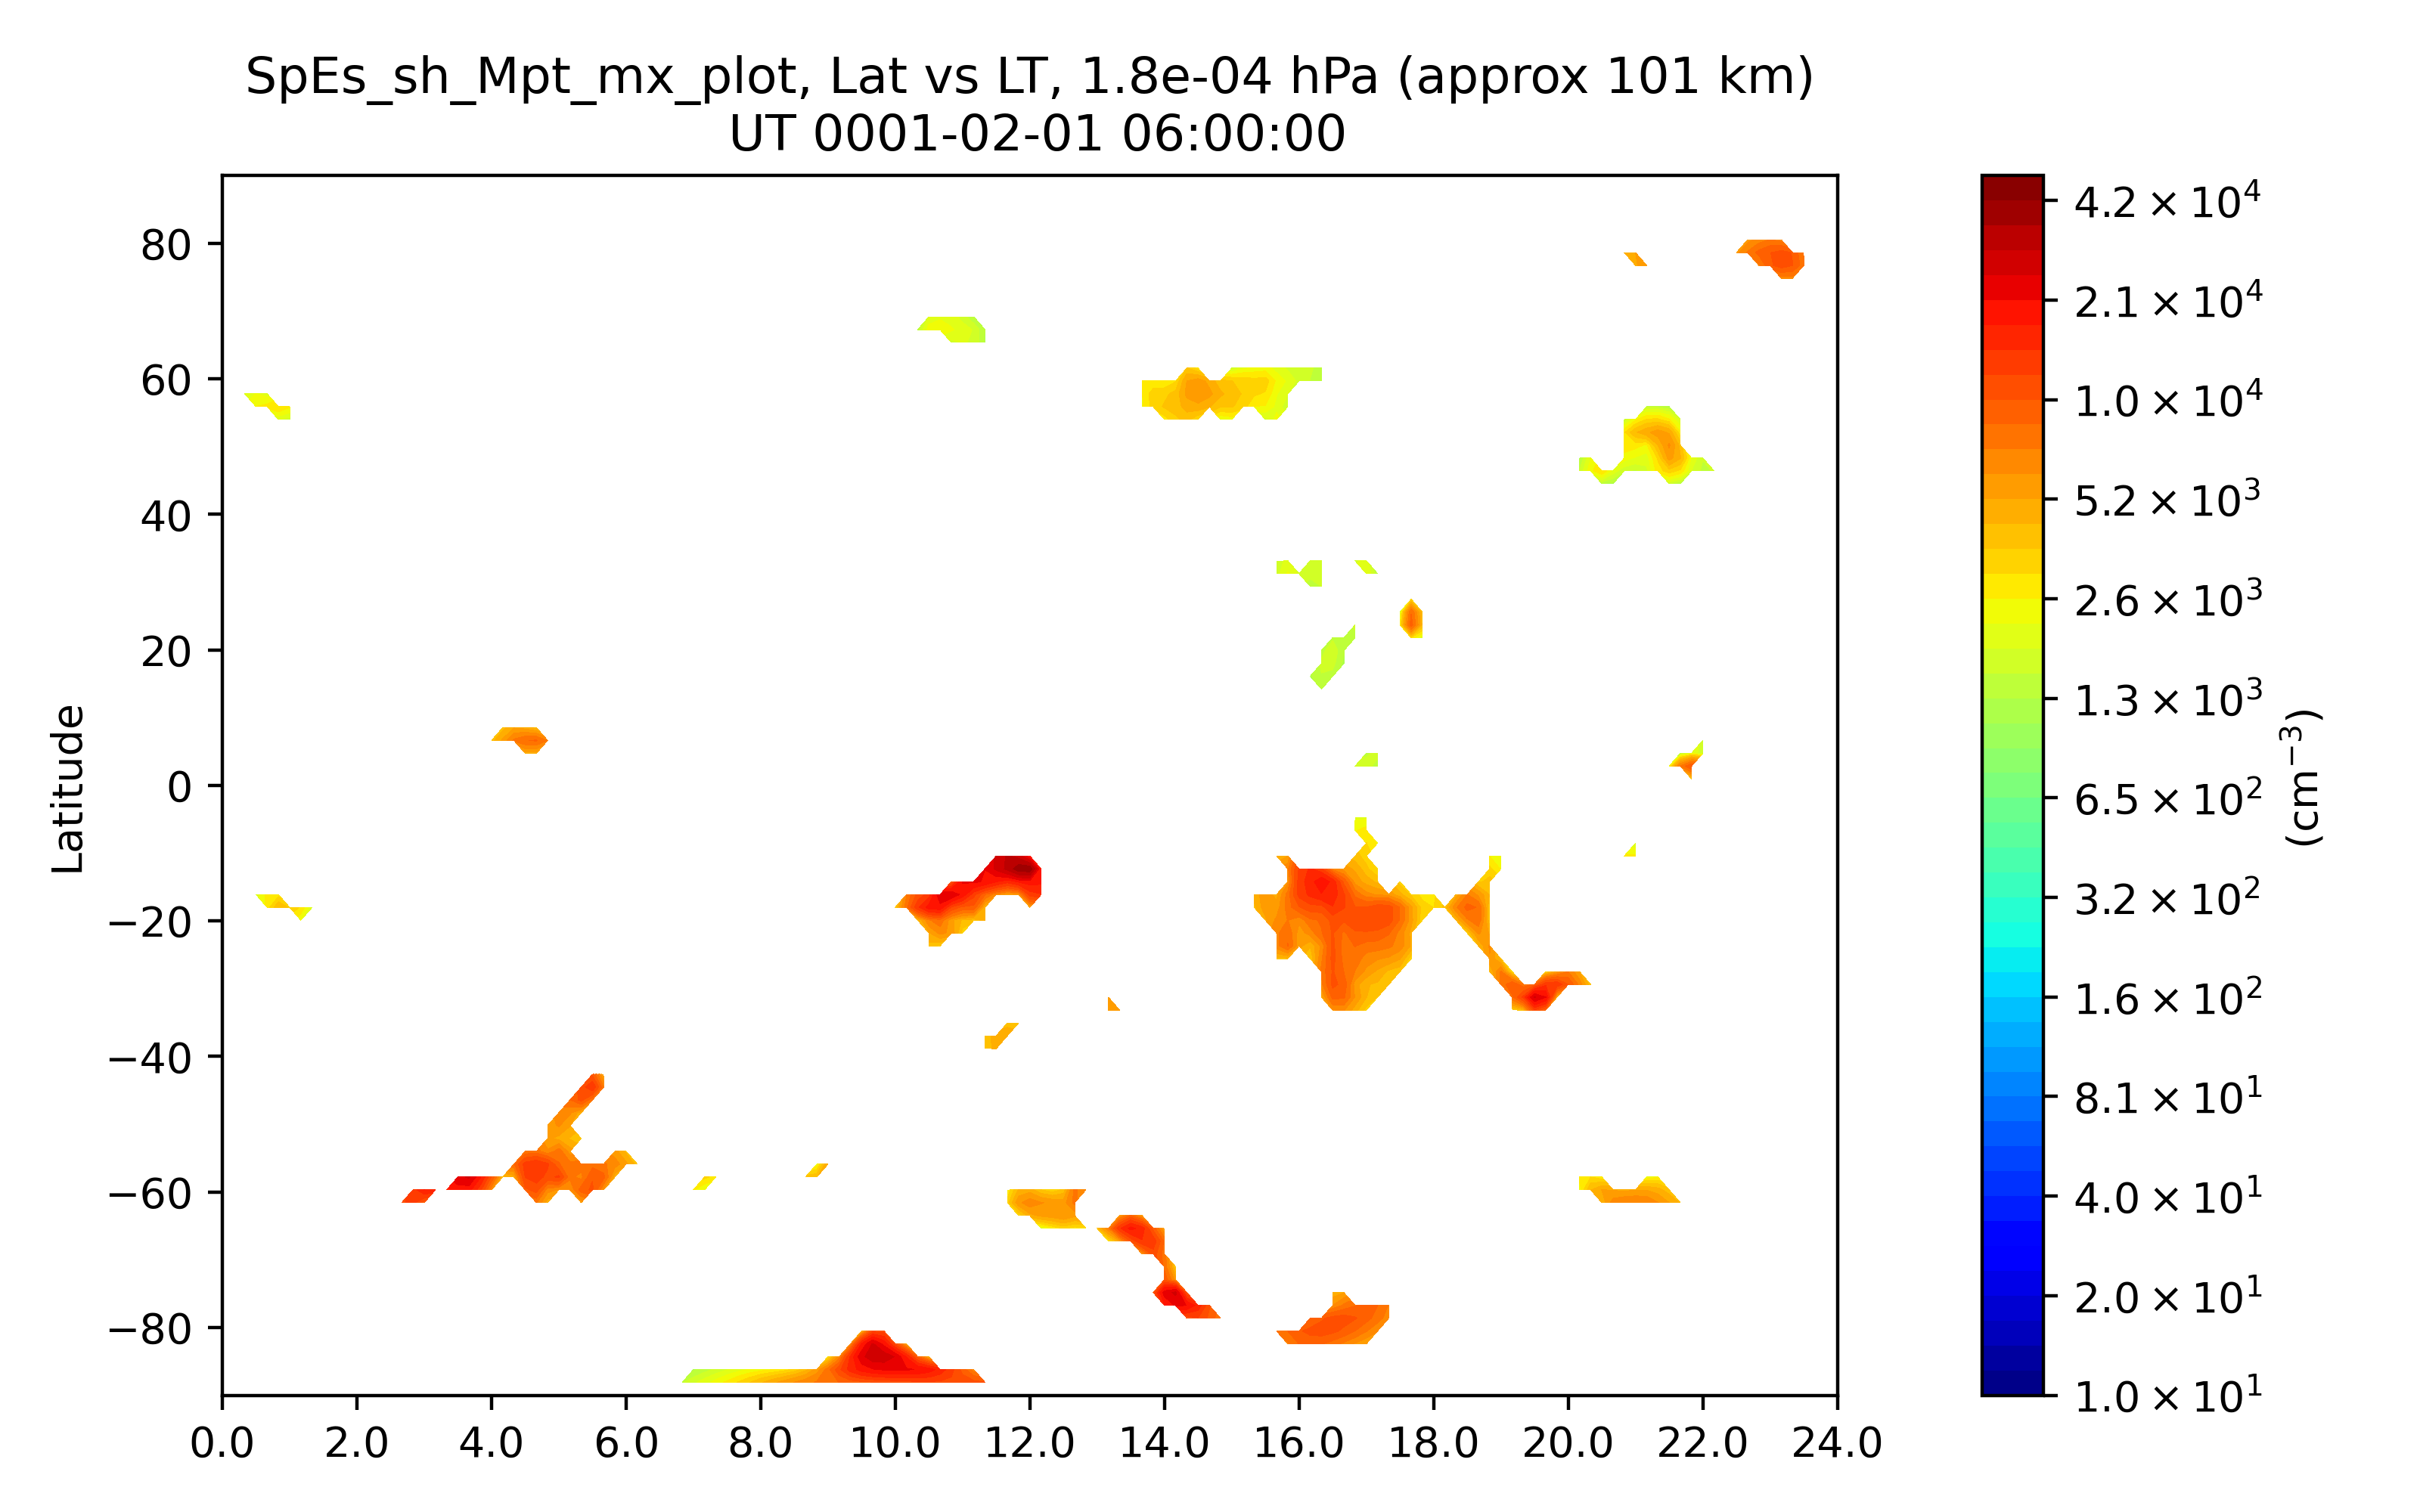 SpEs_sh_Mpt_mx_plot, Lat vs LT, 1.8e-04 hPa (approx 101 km)
UT 0001-02-01 06:00:00
Latitude
80
60
40
20
0
−20
−40
−60
−80
0.0 2.0 4.0 6.0 8.0 10.0 12.0 14.0 16.0 18.0 20.0 22.0 24.0
4.2 × 10⁴
2.1 × 10⁴
1.0 × 10⁴
5.2 × 10³
2.6 × 10³
1.3 × 10³
6.5 × 10²
3.2 × 10²
1.6 × 10²
8.1 × 10¹
4.0 × 10¹
2.0 × 10¹
1.0 × 10¹
(cm⁻³)